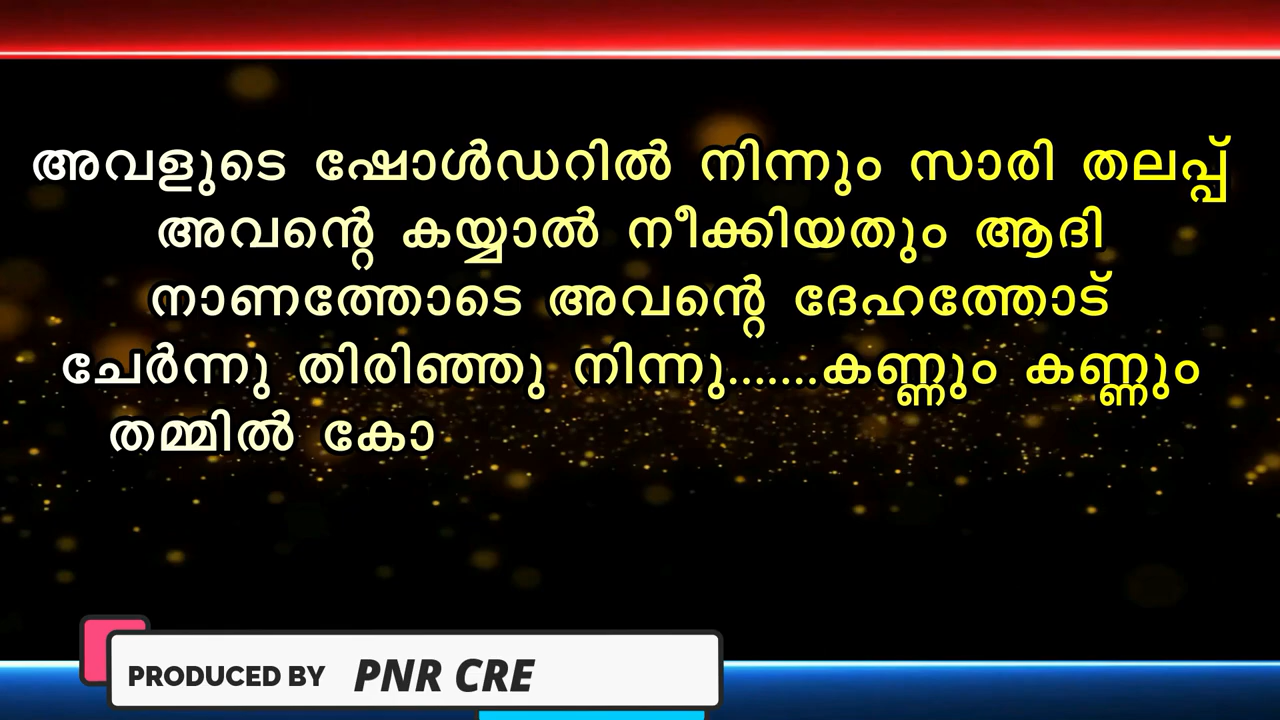 അവളുടെ ഷോൾഡറിൽ നിന്നും സാരി തലപ്പ്
അവന്റെ കയ്യാൽ നീക്കിയതും ആദി
നാണത്തോടെ അവന്റെ ദേഹത്തോട്
ചേർന്നു തിരിഞ്ഞു നിന്നു.......കണ്ണും കണ്ണും
തമ്മിൽ കോ
PRODUCED BY PNR CRE